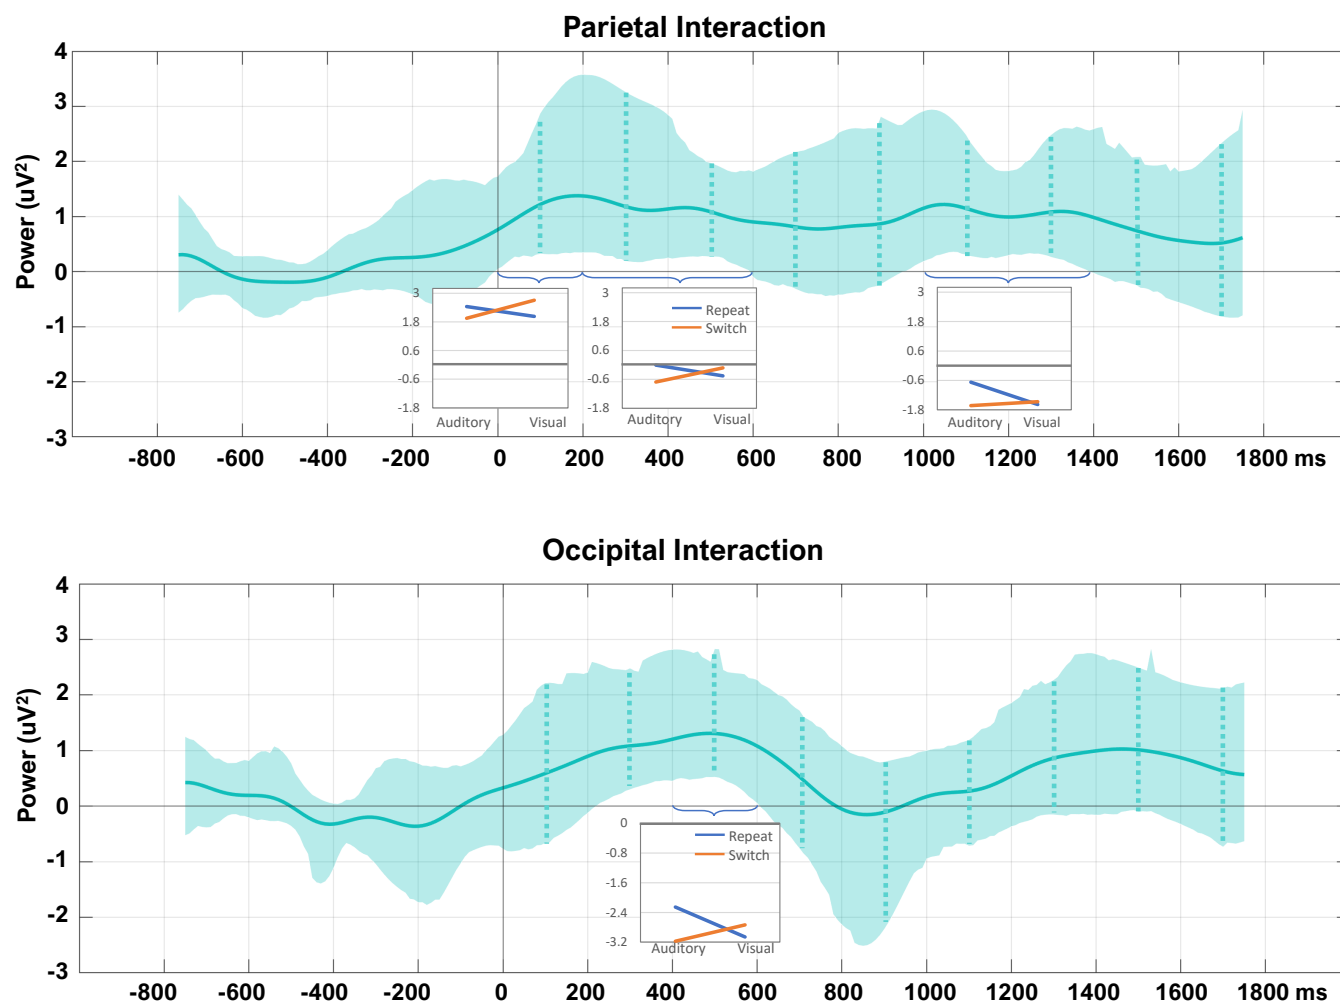 Parietal Interaction
4
3
2
1
0
-1
-2
-3
Power (uV²)
3
1.8
0.6
-0.6
-1.8
Auditory Visual
3
1.8
0.6
-0.6
-1.8
Repeat
Switch
Auditory Visual
3
1.8
0.6
-0.6
-1.8
Auditory Visual
-800 -600 -400 -200 0 200 400 600 800 1000 1200 1400 1600 1800 ms
Occipital Interaction
4
3
2
1
0
-1
-2
-3
Power (uV²)
0
-0.8
-1.6
-2.4
-3.2
Repeat
Switch
Auditory Visual
-800 -600 -400 -200 0 200 400 600 800 1000 1200 1400 1600 1800 ms